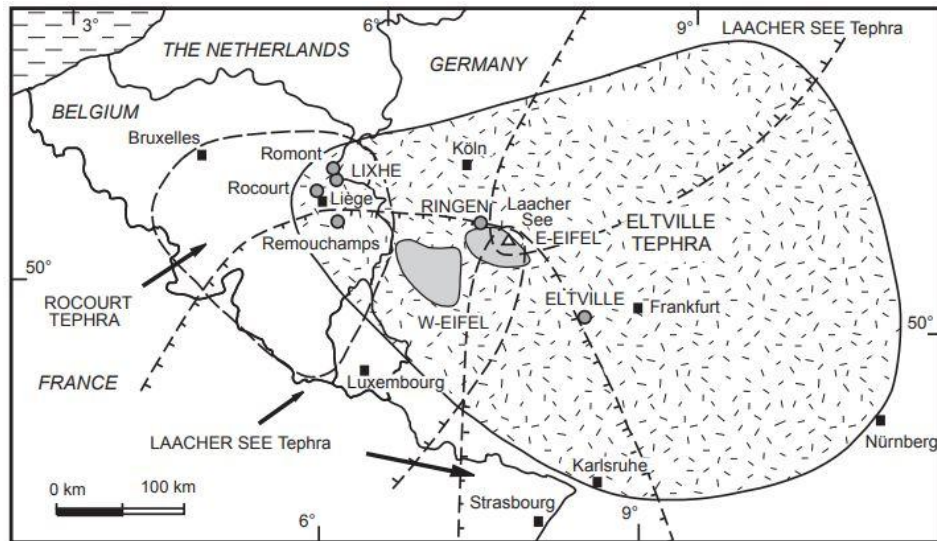 3°
6°
9°
LAACHER SEE Tephra
THE NETHERLANDS
GERMANY
BELGIUM
Bruxelles
Romont
LIXHE
Köln
Rocourt
Liège
RINGEN
Laacher
See
E-EIFEL
ELTVILLE
TEPHRA
Remouchamps
50°
ROCOURT
TEPHRA
ELTVILLE
Frankfurt
W-EIFEL
50°
FRANCE
Luxembourg
LAACHER SEE Tephra
Nürnberg
Karlsruhe
0 km
100 km
Strasbourg
6°
9°